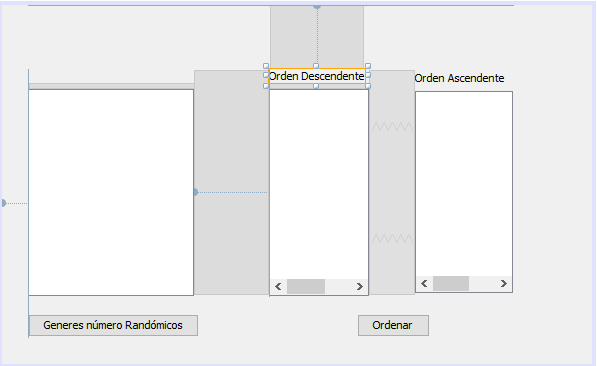 Orden Descendente
Orden Ascendente
Generes número Randómicos
Ordenar